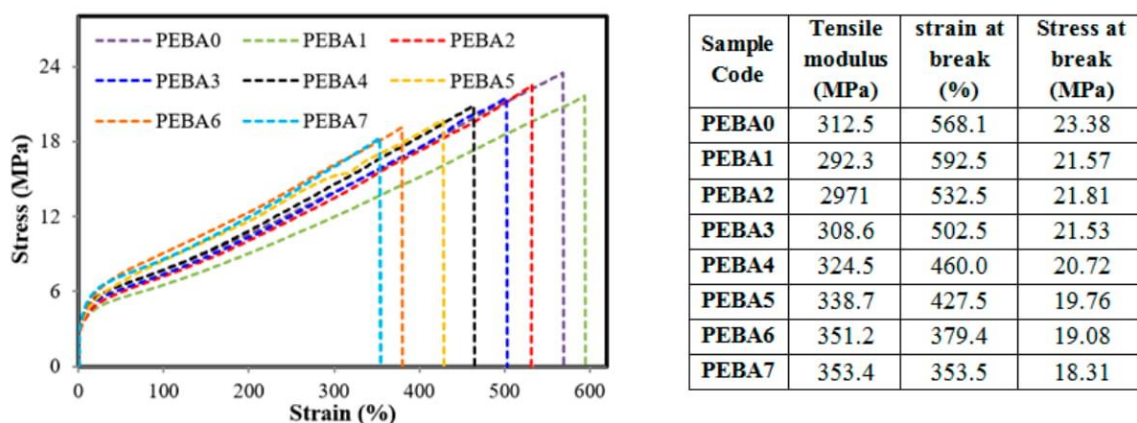 PEBA0 PEBA1 PEBA2
PEBA3 PEBA4 PEBA5
PEBA6 PEBA7
Stress (MPa)
24
18
12
6
0
0 100 200 300 400 500 600
Strain (%)
Sample Code Tensile modulus (MPa) strain at break (%) Stress at break (MPa)
PEBA0 312.5 568.1 23.38
PEBA1 292.3 592.5 21.57
PEBA2 2971 532.5 21.81
PEBA3 308.6 502.5 21.53
PEBA4 324.5 460.0 20.72
PEBA5 338.7 427.5 19.76
PEBA6 351.2 379.4 19.08
PEBA7 353.4 353.5 18.31